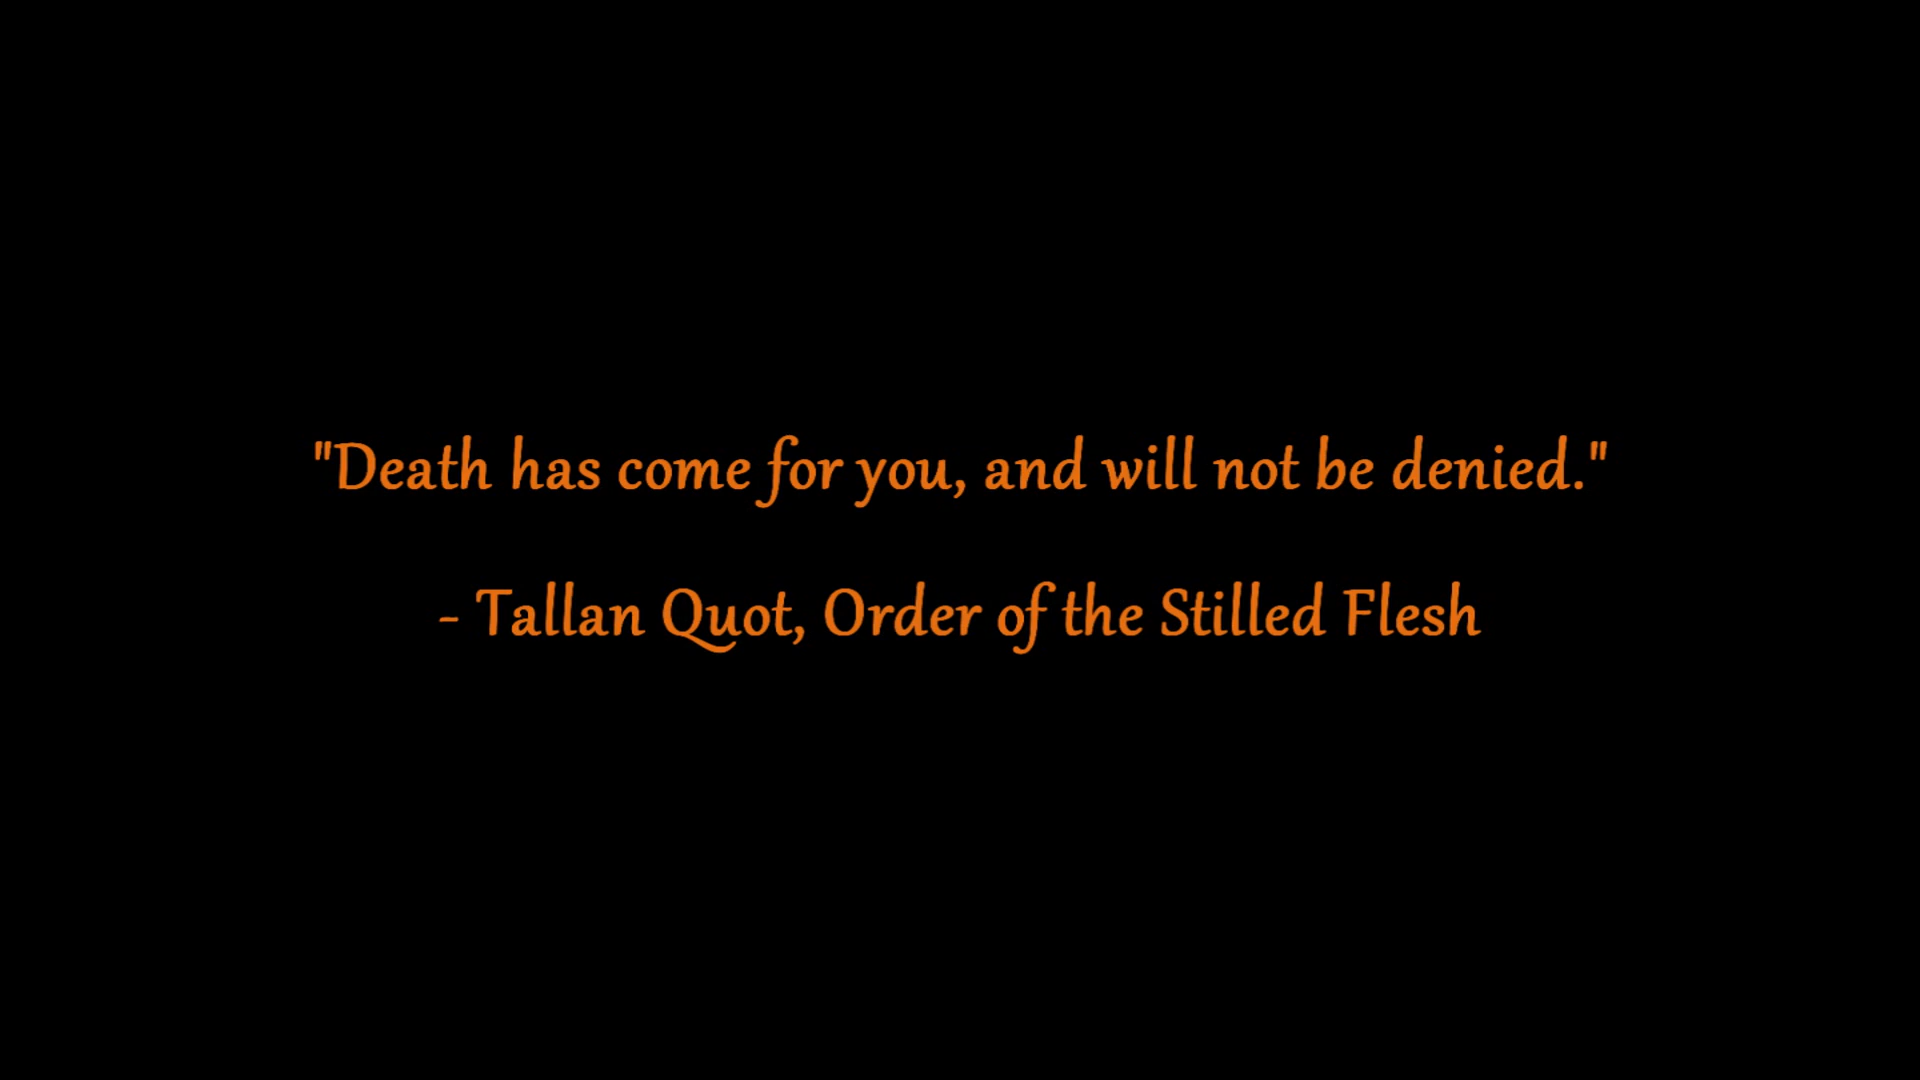 "Death has come for you, and will not be denied."
- Tallan Quot, Order of the Stilled Flesh